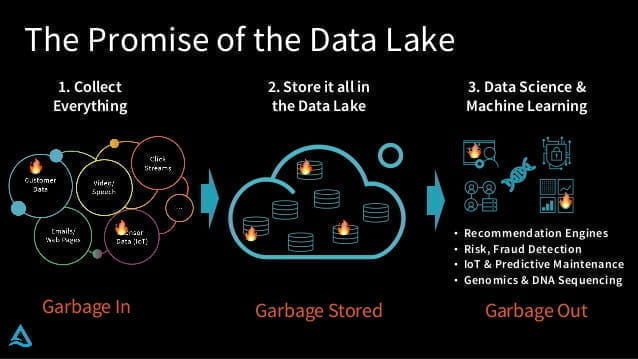 The Promise of the Data Lake
1. Collect
Everything
2. Store it all in
the Data Lake
3. Data Science &
Machine Learning
Customer
Data
Video/
Speech
Click
Streams
...
Emails/
Web Pages
Sensor
Data (IoT)
• Recommendation Engines
• Risk, Fraud Detection
• IoT & Predictive Maintenance
• Genomics & DNA Sequencing
Garbage In
Garbage Stored
Garbage Out